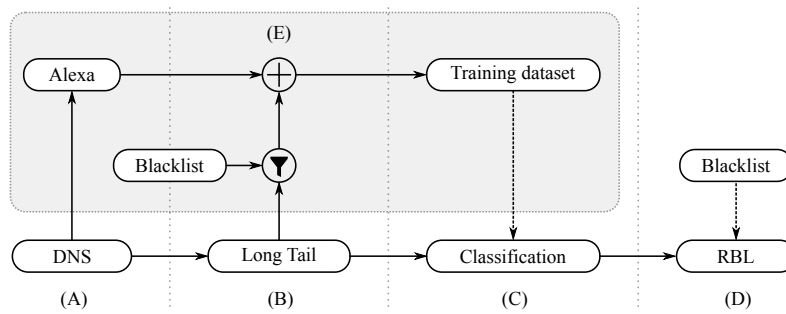 (E)
Alexa
Training dataset
Blacklist
Blacklist
DNS
Long Tail
Classification
RBL
(A)
(B)
(C)
(D)